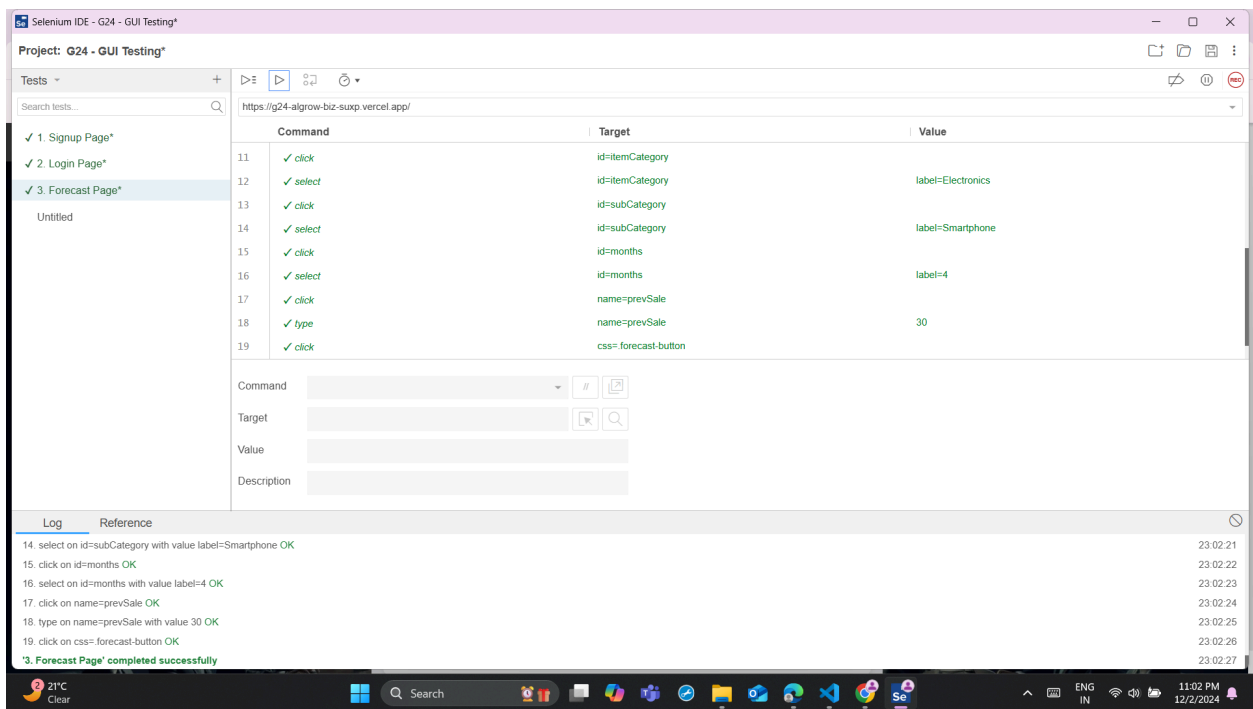 Selenium IDE - G24 - GUI Testing*
Project: G24 - GUI Testing*
Tests
Search tests...
https://g24-algrow-biz-suxp.vercel.app/
REC
Command Target Value
✓ 1. Signup Page*
✓ 2. Login Page*
✓ 3. Forecast Page*
Untitled
11 ✓ click id=itemCategory
12 ✓ select id=itemCategory label=Electronics
13 ✓ click id=subCategory
14 ✓ select id=subCategory label=Smartphone
15 ✓ click id=months
16 ✓ select id=months label=4
17 ✓ click name=prevSale
18 ✓ type name=prevSale 30
19 ✓ click css=.forecast-button
Command //
Target
Value
Description
Log Reference
14. select on id=subCategory with value label=Smartphone OK 23:02:21
15. click on id=months OK 23:02:22
16. select on id=months with value label=4 OK 23:02:23
17. click on name=prevSale OK 23:02:24
18. type on name=prevSale with value 30 OK 23:02:25
19. click on css=.forecast-button OK 23:02:26
'3. Forecast Page' completed successfully 23:02:27
2 21°C
Clear
Search
Se
ENG
IN
11:02 PM
12/2/2024